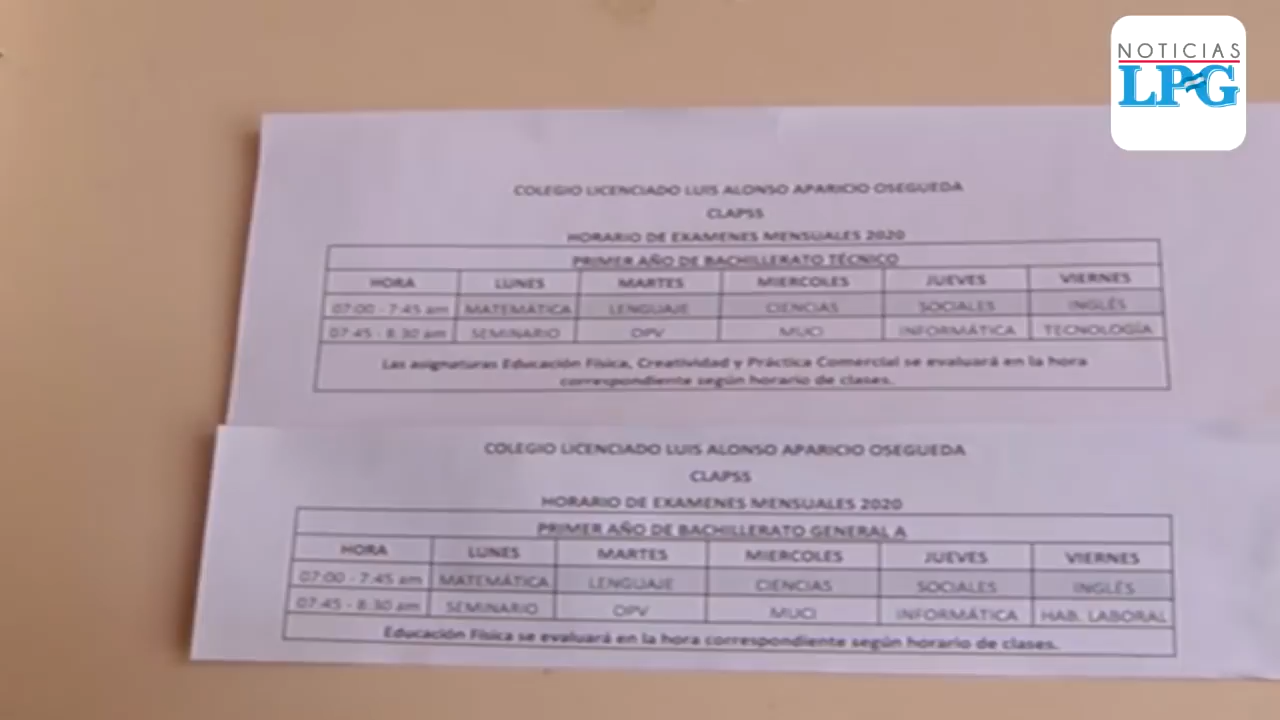 NOTICIAS
LPG
COLEGIO LICENCIADO LUIS ALONSO APARICIO OSEGUEDA
CLAPSS
HORARIO DE EXAMENES MENSUALES 2020
PRIMER AÑO DE BACHILLERATO TÉCNICO
HORA LUNES MARTES MIERCOLES JUEVES VIERNES
07:00 - 7:45 am MATEMÁTICA LENGUAJE CIENCIAS SOCIALES INGLÉS
07:45 - 8:30 am SEMINARIO OPV MUCI INFORMÁTICA TECNOLOGÍA
Las asignaturas Educación Física, Creatividad y Práctica Comercial se evaluará en la hora
correspondiente según horario de clases.
COLEGIO LICENCIADO LUIS ALONSO APARICIO OSEGUEDA
CLAPSS
HORARIO DE EXAMENES MENSUALES 2020
PRIMER AÑO DE BACHILLERATO GENERAL A
HORA LUNES MARTES MIERCOLES JUEVES VIERNES
07:00 - 7:45 am MATEMÁTICA LENGUAJE CIENCIAS SOCIALES INGLÉS
07:45 - 8:30 am SEMINARIO OPV MUCI INFORMÁTICA HAB. LABORAL
Educación Física se evaluará en la hora correspondiente según horario de clases.